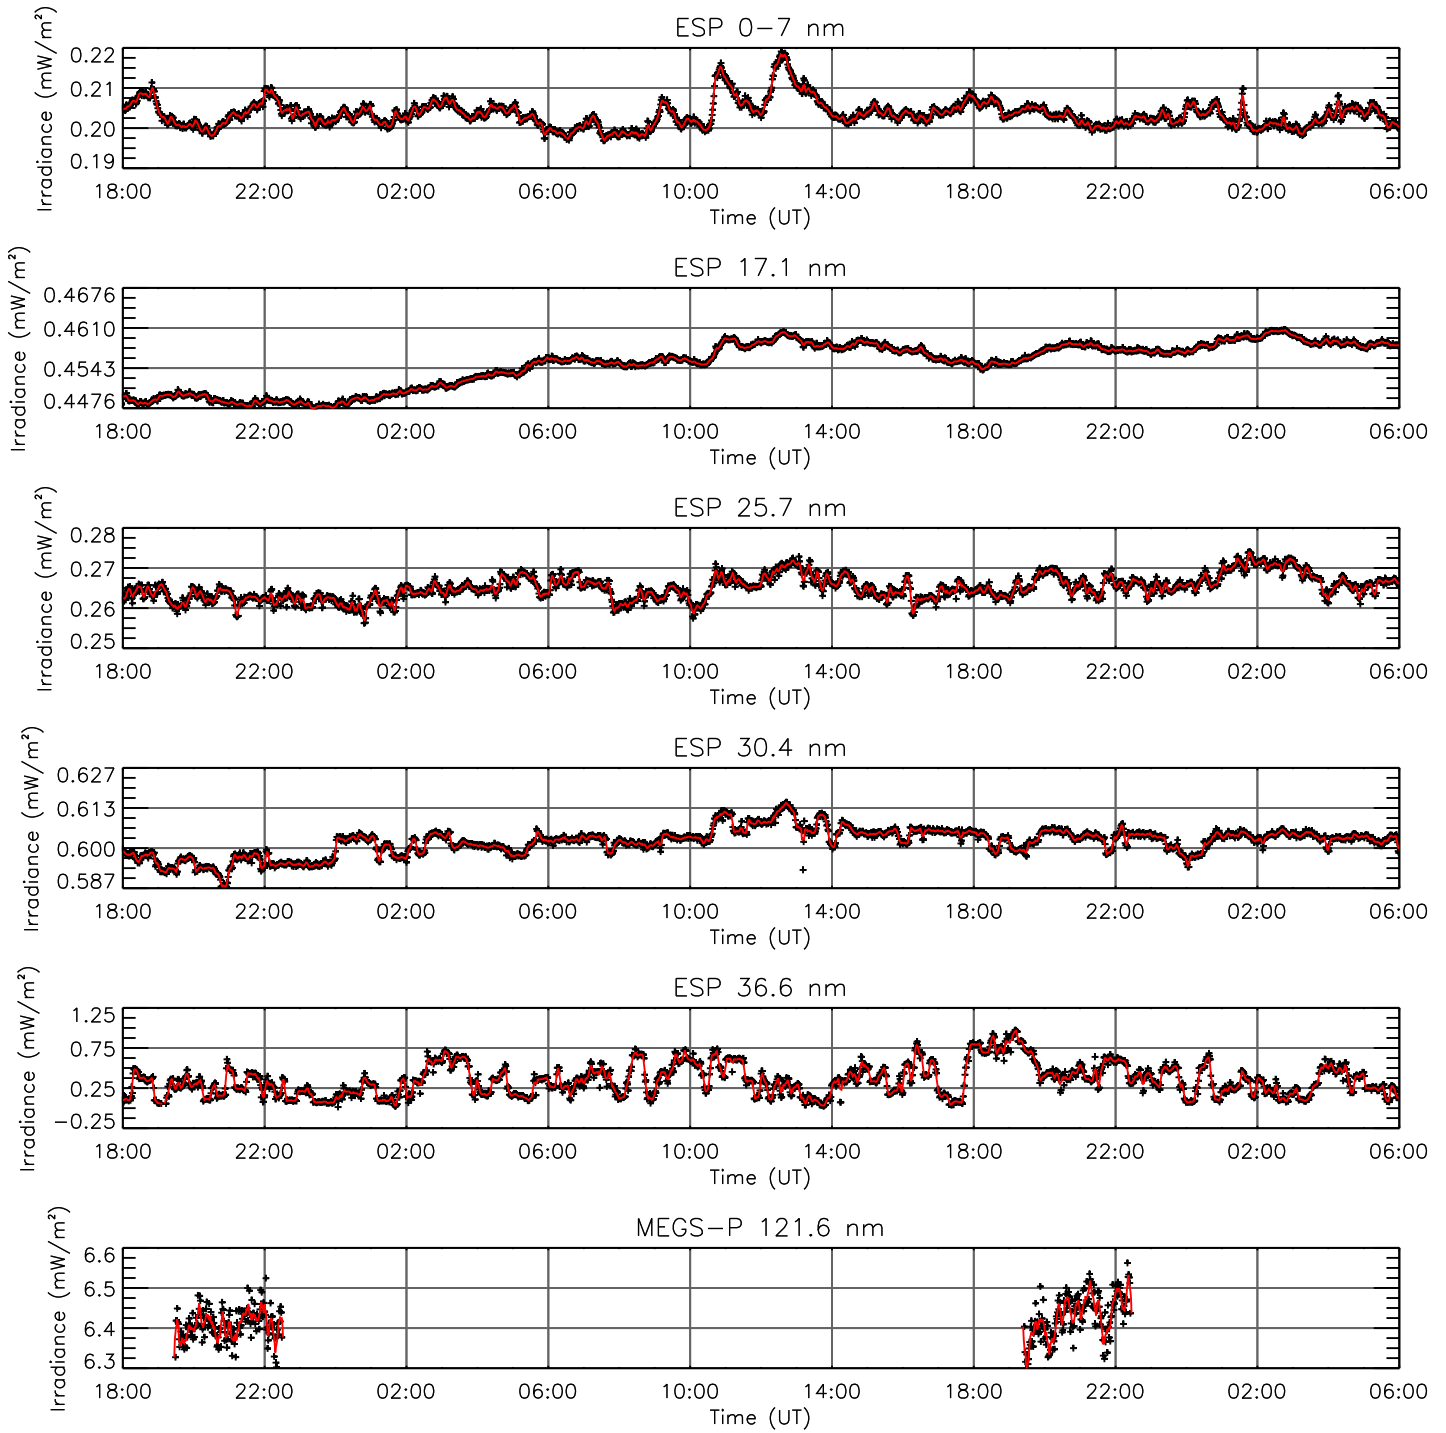 ESP 0−7 nm
Irradiance (mW/m²)
0.22
0.21
0.20
0.19
18:00 22:00 02:00 06:00 10:00 14:00 18:00 22:00 02:00 06:00
Time (UT)
ESP 17.1 nm
Irradiance (mW/m²)
0.4676
0.4610
0.4543
0.4476
18:00 22:00 02:00 06:00 10:00 14:00 18:00 22:00 02:00 06:00
Time (UT)
ESP 25.7 nm
Irradiance (mW/m²)
0.28
0.27
0.26
0.25
18:00 22:00 02:00 06:00 10:00 14:00 18:00 22:00 02:00 06:00
Time (UT)
ESP 30.4 nm
Irradiance (mW/m²)
0.627
0.613
0.600
0.587
18:00 22:00 02:00 06:00 10:00 14:00 18:00 22:00 02:00 06:00
Time (UT)
ESP 36.6 nm
Irradiance (mW/m²)
1.25
0.75
0.25
−0.25
18:00 22:00 02:00 06:00 10:00 14:00 18:00 22:00 02:00 06:00
Time (UT)
MEGS−P 121.6 nm
Irradiance (mW/m²)
6.6
6.5
6.4
6.3
18:00 22:00 02:00 06:00 10:00 14:00 18:00 22:00 02:00 06:00
Time (UT)